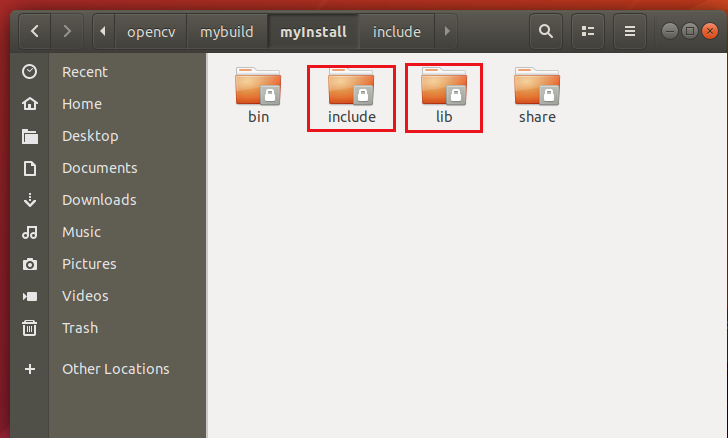 opencv mybuild myInstall include
Recent
Home
Desktop
Documents
Downloads
Music
Pictures
Videos
Trash
Other Locations
bin include lib share